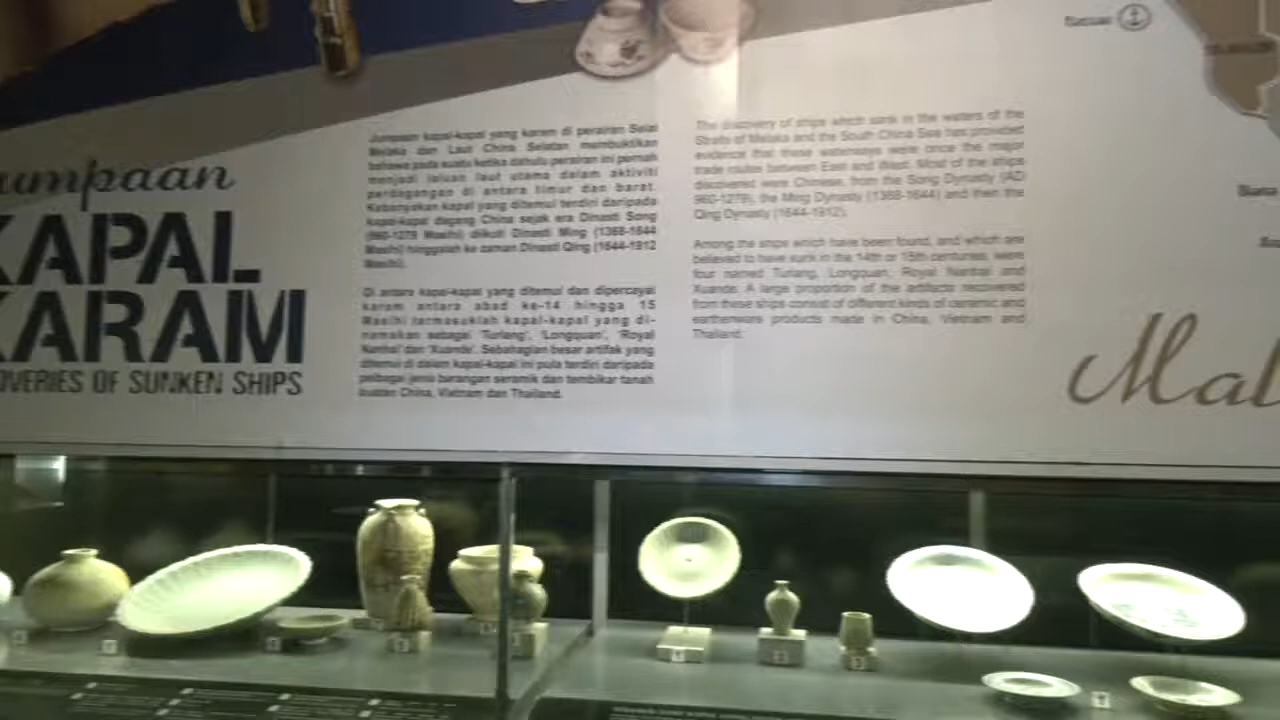 umpaan
KAPAL
KARAM
OVERIES OF SUNKEN SHIPS
Jumpaan kapal-kapal yang karam di perairan Selat
Melaka dan Laut China Selatan membuktikan
bahawa pada suatu ketika dahulu perairan ini pernah
menjadi laluan laut utama dalam aktiviti
perdagangan di antara timur dan barat.
Kebanyakan kapal yang ditemui terdiri daripada
kapal-kapal dagang China sejak era Dinasti Song
(960-1279 Masihi) diikuti Dinasti Ming (1368-1644
Masihi) hinggalah ke zaman Dinasti Qing (1644-1912
Masihi).
Di antara kapal-kapal yang ditemui dan dipercayai
karam antara abad ke-14 hingga 15
Masihi termasuklah kapal-kapal yang di-
namakan sebagai 'Turiang', 'Longquan', 'Royal
Nanhai' dan 'Xuande'. Sebahagian besar artifak yang
ditemui di dalam kapal-kapal ini pula terdiri daripada
pelbagai jenis barangan seramik dan tembikar tanah
buatan China, Vietnam dan Thailand.
The discovery of ships which sank in the waters of the
Straits of Melaka and the South China Sea has provided
evidence that these waterways were once the major
trade routes between East and West. Most of the ships
discovered were Chinese, from the Song Dynasty (AD
960-1279), the Ming Dynasty (1368-1644) and then the
Qing Dynasty (1644-1912).
Among the ships which have been found, and which are
believed to have sunk in the 14th or 15th centuries, were
four named Turiang, Longquan, Royal Nanhai and
Xuande. A large proportion of the artifacts recovered
from these ships consist of different kinds of ceramic and
earthenware products made in China, Vietnam and
Thailand.
Mal